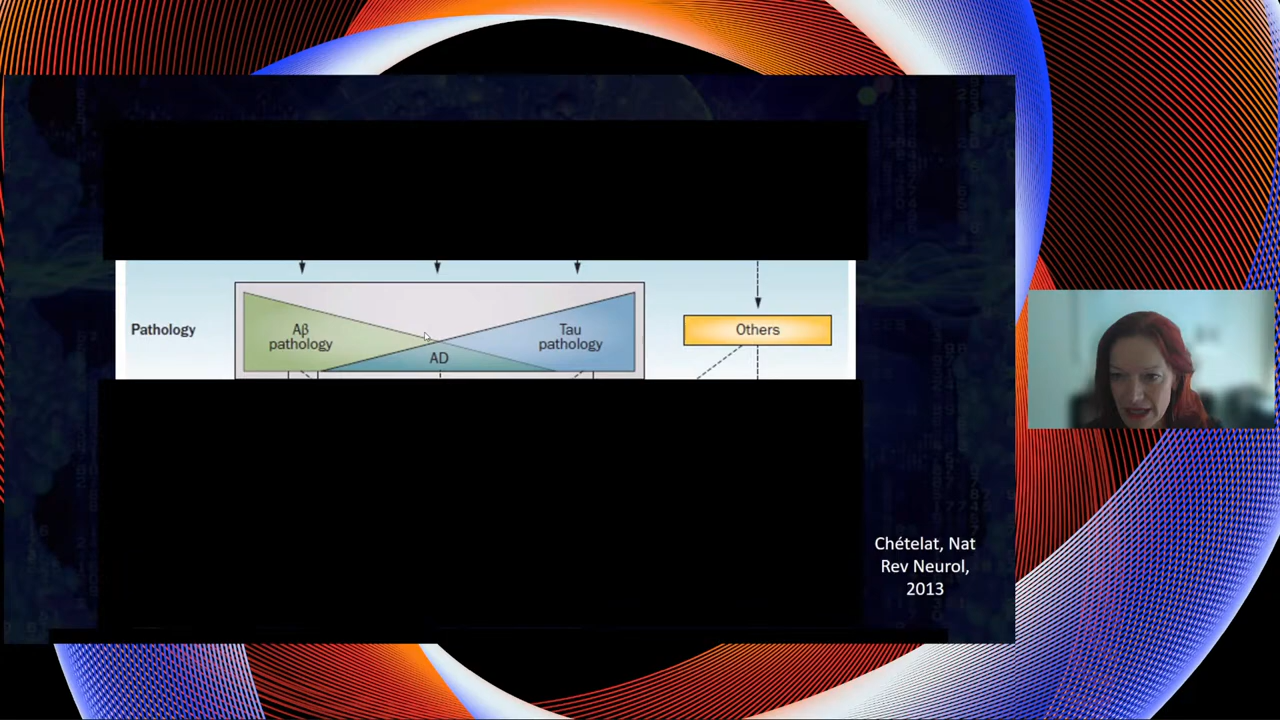 Pathology
Aβ
pathology
AD
Tau
pathology
Others
Chételat, Nat
Rev Neurol,
2013